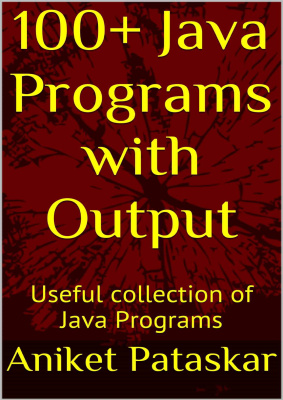 100+ Java
Programs
with
Output
Useful collection of
Java Programs
Aniket Pataskar